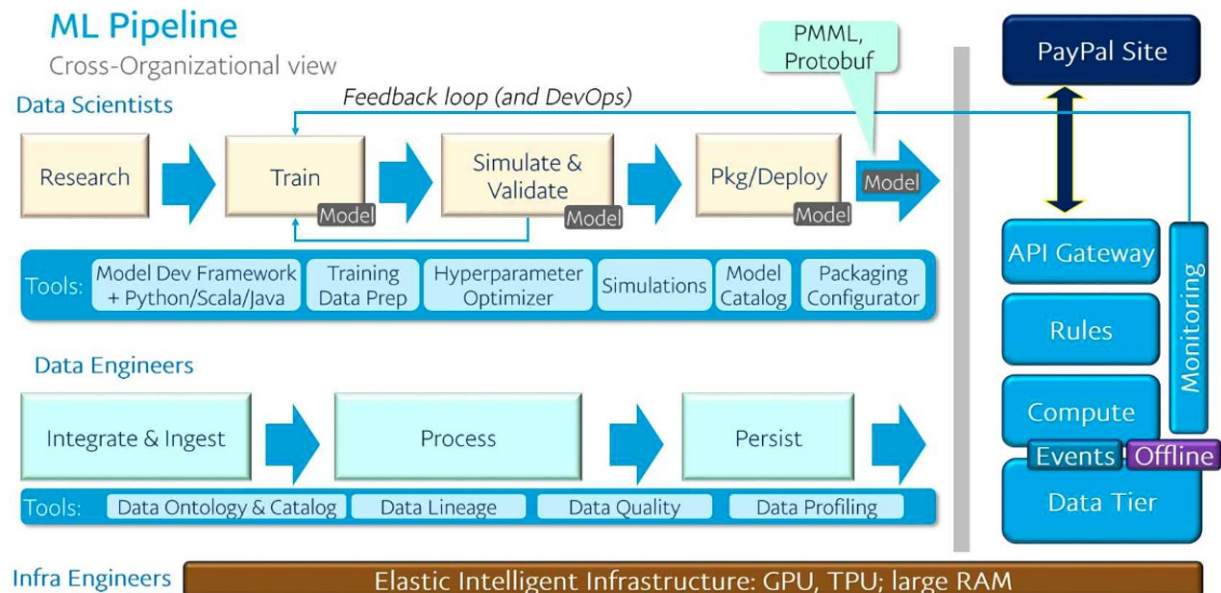 ML Pipeline
Cross-Organizational view
PMML,
Protobuf
PayPal Site
Data Scientists
Feedback loop (and DevOps)
Research
Train
Model
Simulate &
Validate
Model
Pkg/Deploy
Model
Model
Tools:
Model Dev Framework
+ Python/Scala/Java
Training
Data Prep
Hyperparameter
Optimizer
Simulations
Model
Catalog
Packaging
Configurator
API Gateway
Rules
Compute
Monitoring
Events
Offline
Data Tier
Data Engineers
Integrate & Ingest
Process
Persist
Tools:
Data Ontology & Catalog
Data Lineage
Data Quality
Data Profiling
Infra Engineers
Elastic Intelligent Infrastructure: GPU, TPU; large RAM